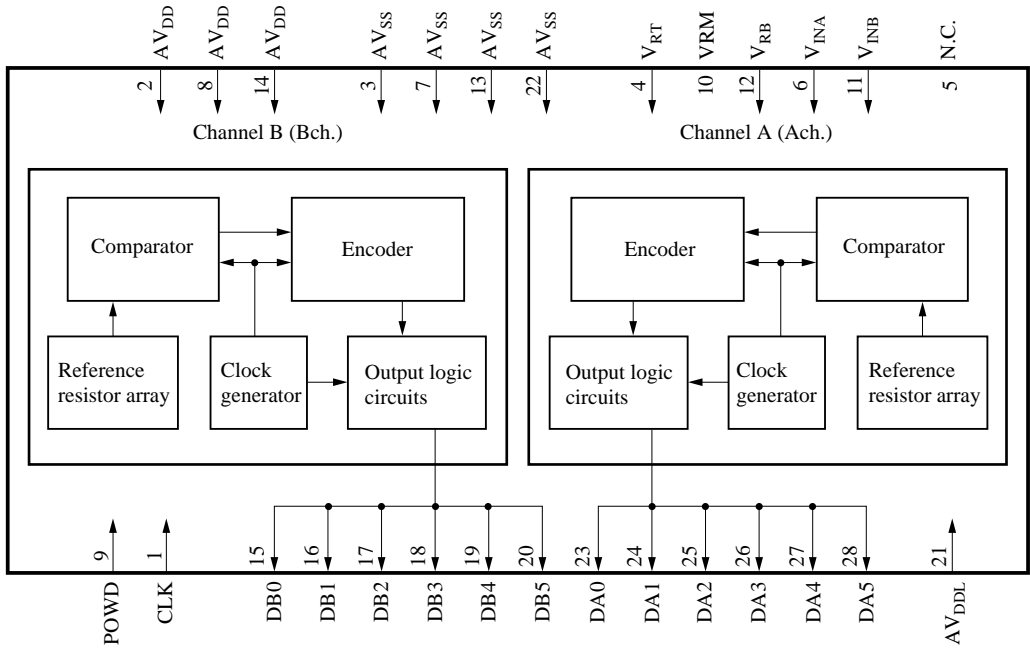 AVDD AVDD AVDD AVSS AVSS AVSS AVSS VRT VRM VRB VINA VINB N.C.
2 8 14 3 7 13 22 4 10 12 6 11 5
Channel B (Bch.)
Channel A (Ach.)
Comparator
Encoder
Encoder
Comparator
Reference
resistor array
Clock
generator
Output logic
circuits
Output logic
circuits
Clock
generator
Reference
resistor array
9 1 15 16 17 18 19 20 23 24 25 26 27 28 21
POWD CLK DB0 DB1 DB2 DB3 DB4 DB5 DA0 DA1 DA2 DA3 DA4 DA5 AVDDL